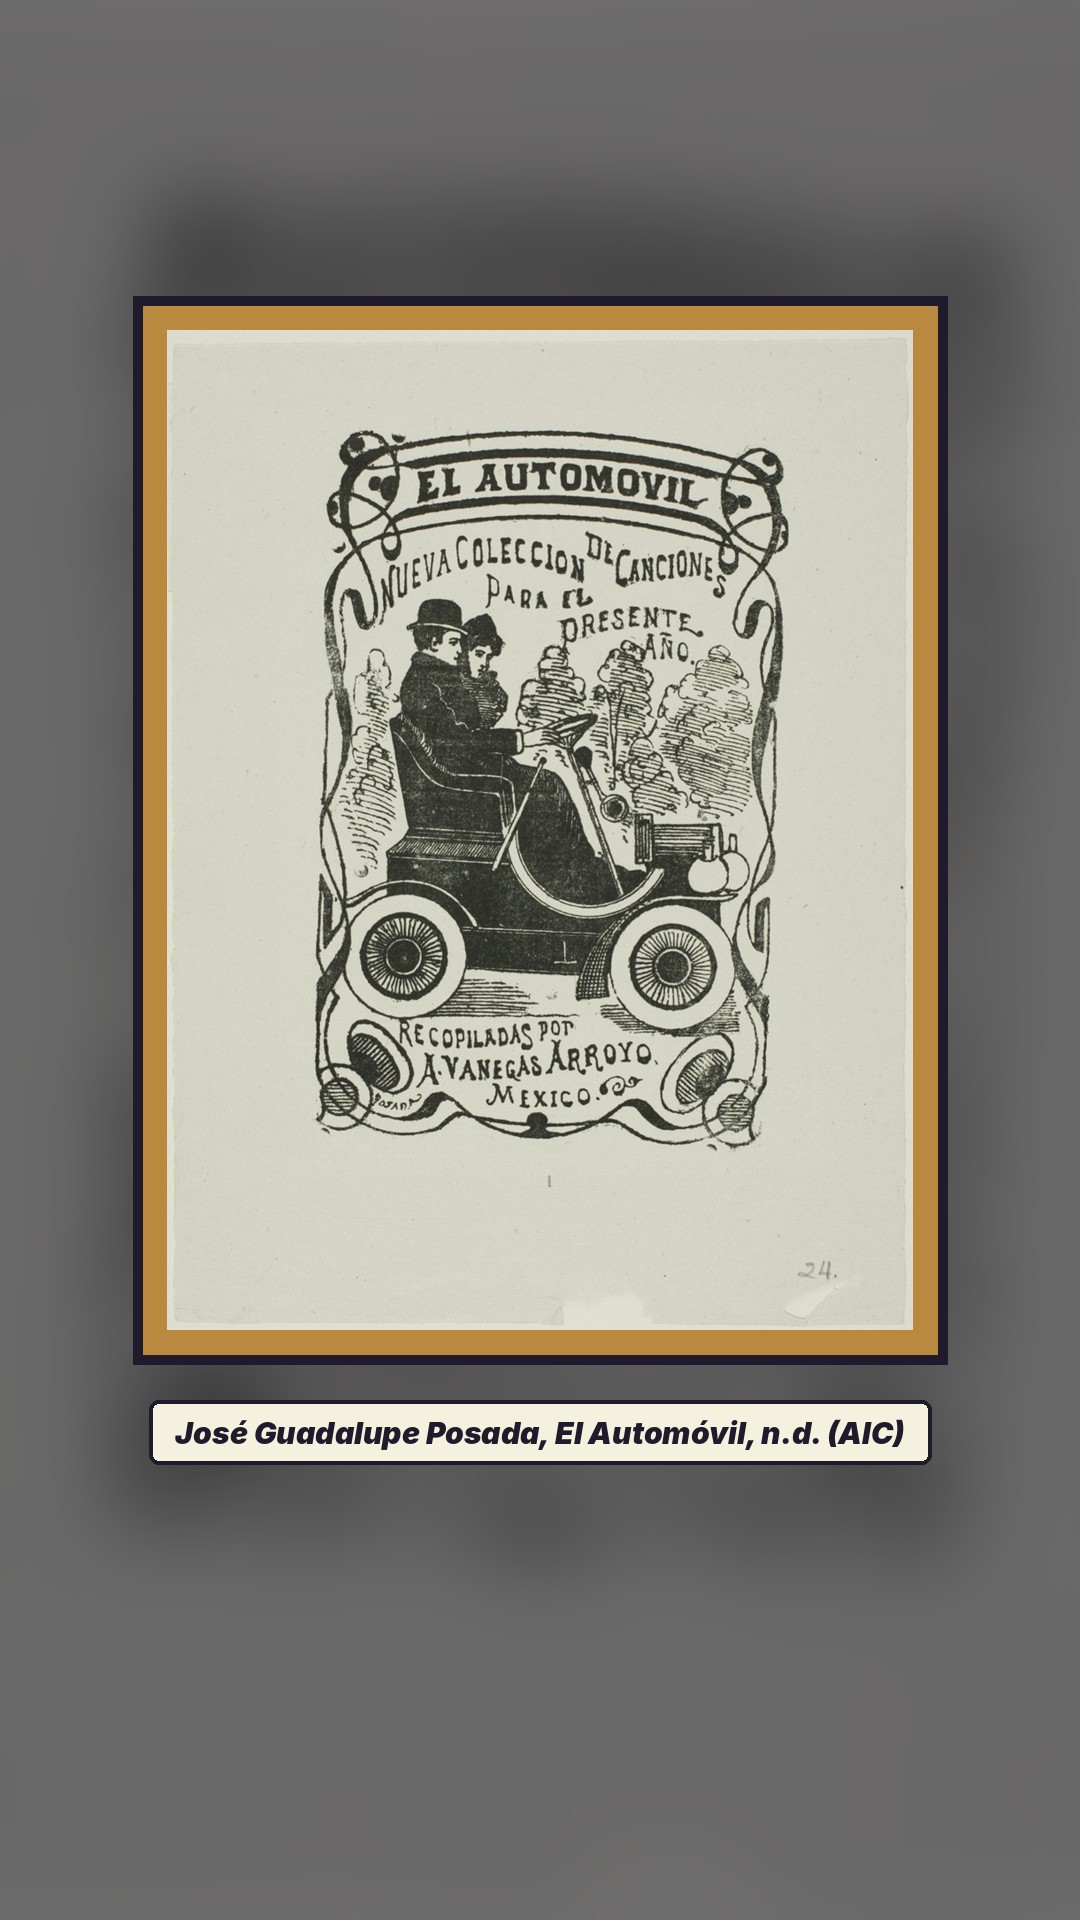 EL AUTOMOVIL
NUEVA COLECCION DE CANCIONES
PARA EL
PRESENTE
AÑO.
RECOPILADAS POR
A. VANEGAS ARROYO.
MEXICO.
POSADA
24.
José Guadalupe Posada, El Automóvil, n.d. (AIC)